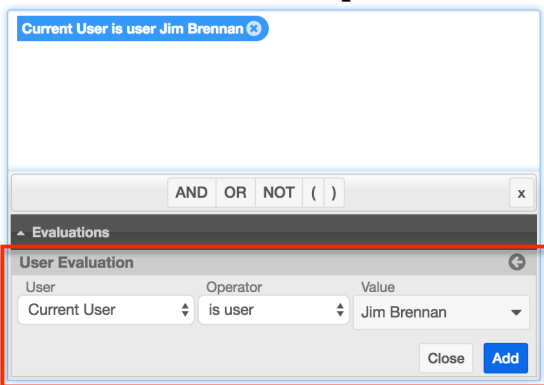 Current User is user Jim Brennan
AND OR NOT ( ) x
Evaluations
User Evaluation
User Operator Value
Current User is user Jim Brennan
Close Add